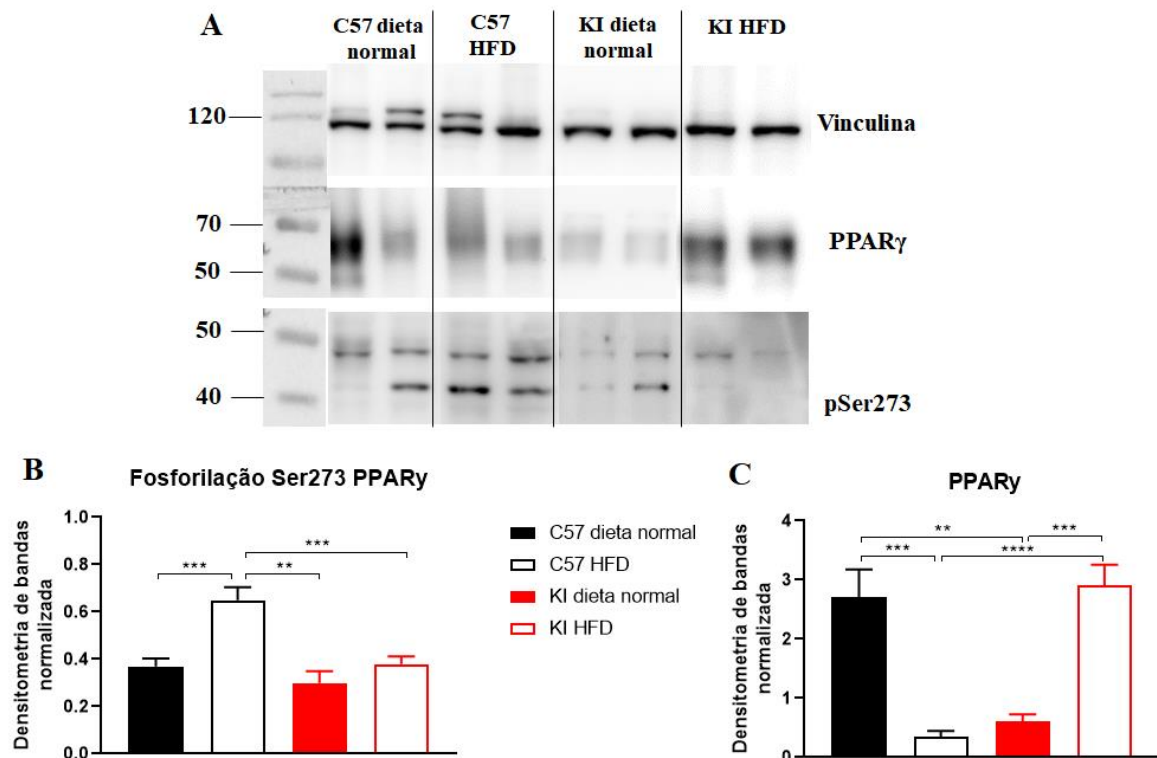 A
C57 dieta
normal
C57
HFD
KI dieta
normal
KI HFD
120
Vinculina
70
50
PPARγ
50
40
pSer273
B
Fosforilação Ser273 PPARy
Densitometria de bandas
normalizada
1.0
0.8
0.6
0.4
0.2
0.0
***
**
***
C57 dieta normal
C57 HFD
KI dieta normal
KI HFD
C
PPARy
Densitometria de bandas
normalizada
4
3
2
1
0
**
***
***
****